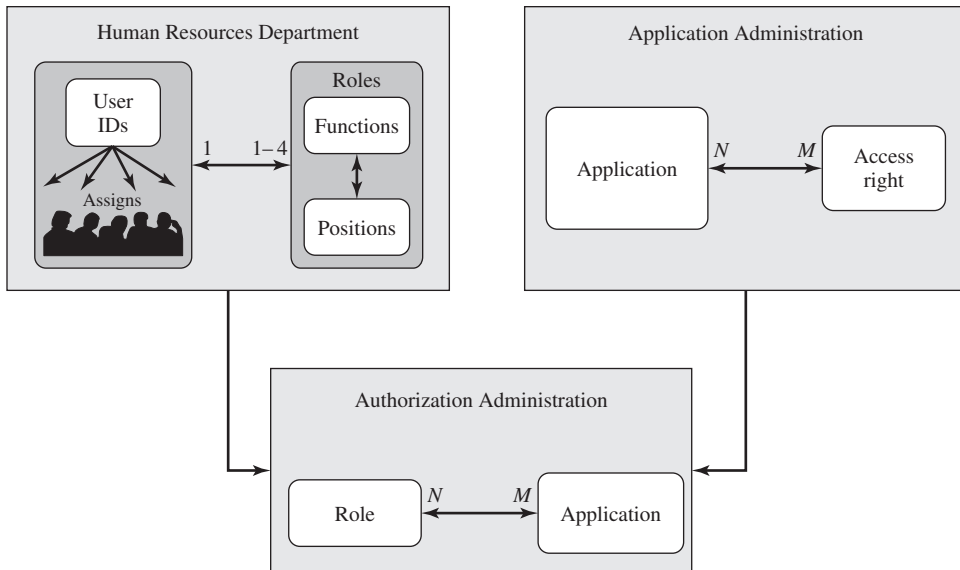 Human Resources Department
User
IDs
Assigns
1
1–4
Roles
Functions
Positions
Application Administration
Application
N
M
Access
right
Authorization Administration
Role
N
M
Application